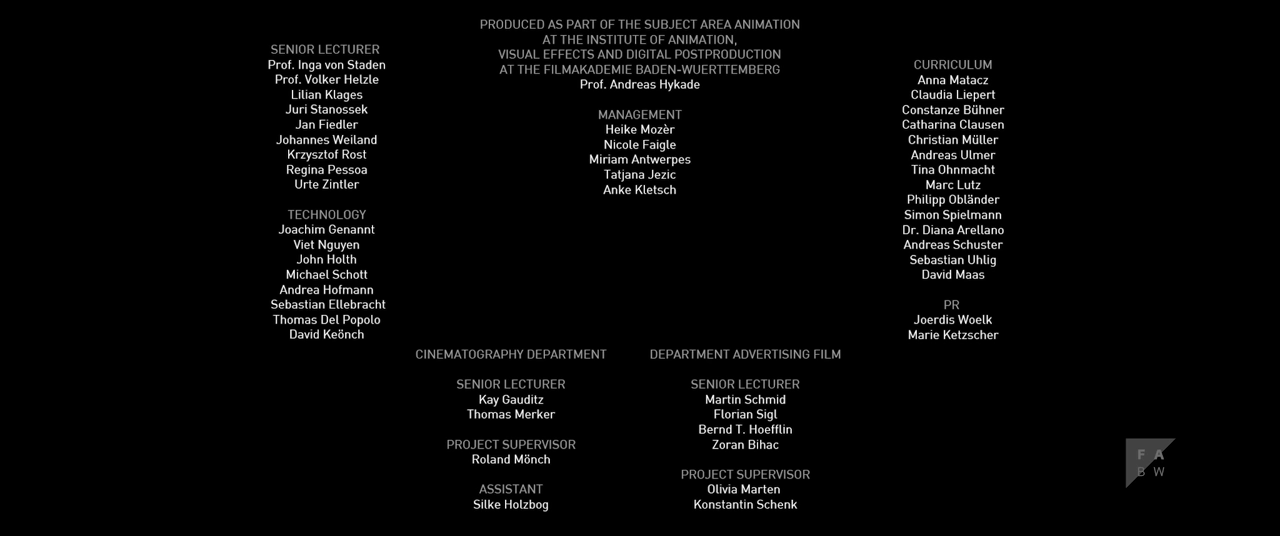 SENIOR LECTURER
Prof. Inga von Staden
Prof. Volker Helzle
Lilian Klages
Juri Stanossek
Jan Fiedler
Johannes Weiland
Krzysztof Rost
Regina Pessoa
Urte Zintler
TECHNOLOGY
Joachim Genannt
Viet Nguyen
John Holth
Michael Schott
Andrea Hofmann
Sebastian Ellebracht
Thomas Del Popolo
David Keönch
PRODUCED AS PART OF THE SUBJECT AREA ANIMATION
AT THE INSTITUTE OF ANIMATION,
VISUAL EFFECTS AND DIGITAL POSTPRODUCTION
AT THE FILMAKADEMIE BADEN-WUERTTEMBERG
Prof. Andreas Hykade
MANAGEMENT
Heike Mozèr
Nicole Faigle
Miriam Antwerpes
Tatjana Jezic
Anke Kletsch
CURRICULUM
Anna Matacz
Claudia Liepert
Constanze Bühner
Catharina Clausen
Christian Müller
Andreas Ulmer
Tina Ohnmacht
Marc Lutz
Philipp Obländer
Simon Spielmann
Dr. Diana Arellano
Andreas Schuster
Sebastian Uhlig
David Maas
PR
Joerdis Woelk
Marie Ketzscher
CINEMATOGRAPHY DEPARTMENT
SENIOR LECTURER
Kay Gauditz
Thomas Merker
PROJECT SUPERVISOR
Roland Mönch
ASSISTANT
Silke Holzbog
DEPARTMENT ADVERTISING FILM
SENIOR LECTURER
Martin Schmid
Florian Sigl
Bernd T. Hoefflin
Zoran Bihac
PROJECT SUPERVISOR
Olivia Marten
Konstantin Schenk
F A
B W